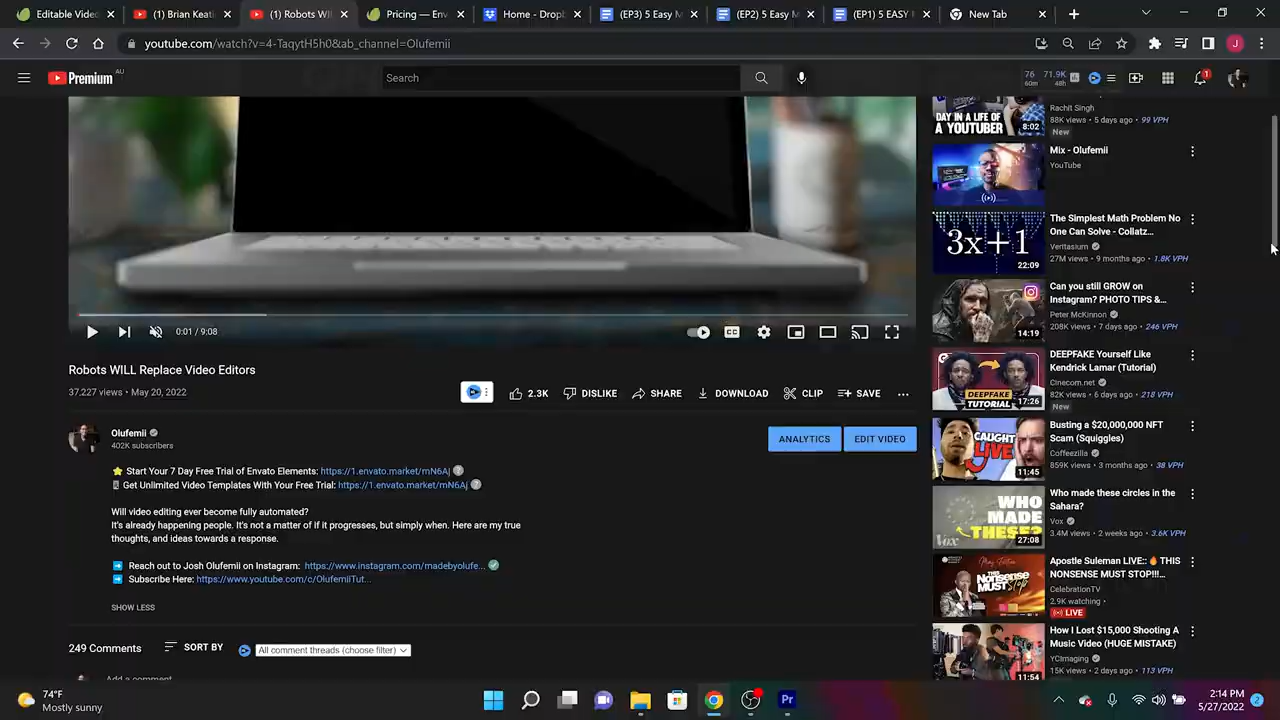 Editable Video
(1) Brian Keati
(1) Robots WI
Pricing — Env
Home - Dropb
(EP3) 5 Easy M
(EP2) 5 Easy M
(EP1) 5 EASY
New Tab
youtube.com/watch?v=4-TaqytH5h0&ab_channel=Olufemii
J
Premium AU
Search
76 71.9K
60m 48h
1
Rachit Singh
88K views • 5 days ago • 99 VPH
New
DAY IN A LIFE OF
A YOUTUBER
8:02
Mix - Olufemii
YouTube
The Simplest Math Problem No
One Can Solve - Collatz...
Veritasium
27M views • 9 months ago • 1.8K VPH
3x+1
22:09
Can you still GROW on
Instagram? PHOTO TIPS &...
Peter McKinnon
208K views • 7 days ago • 246 VPH
14:19
0:01 / 9:08
CC
DEEPFAKE Yourself Like
Kendrick Lamar (Tutorial)
Cinecom.net
82K views • 6 days ago • 218 VPH
New
DEEPFAKE
TUTORIAL
17:26
Robots WILL Replace Video Editors
37,227 views • May 20, 2022
2.3K
DISLIKE
SHARE
DOWNLOAD
CLIP
SAVE
Olufemii
402K subscribers
ANALYTICS
EDIT VIDEO
Busting a $20,000,000 NFT
Scam (Squiggles)
Coffeezilla
859K views • 3 months ago • 38 VPH
CAUGHT
LIVE
11:45
Start Your 7 Day Free Trial of Envato Elements: https://1.envato.market/mN6Aj
Get Unlimited Video Templates With Your Free Trial: https://1.envato.market/mN6Aj
Will video editing ever become fully automated?
It's already happening people. It's not a matter of if it progresses, but simply when. Here are my true
thoughts, and ideas towards a response.
Reach out to Josh Olufemii on Instagram: https://www.instagram.com/madebyolufe...
Subscribe Here: https://www.youtube.com/c/OlufemiiTut...
SHOW LESS
Who made these circles in the
Sahara?
Vox
3.4M views • 2 weeks ago • 3.6K VPH
WHO
MADE
THESE?
Vox
27:08
Apostle Suleman LIVE:: 🔥 THIS
NONSENSE MUST STOP!!!...
CelebrationTV
2.9K watching •
LIVE
THIS
Nonsense
MUST Stop
How I Lost $15,000 Shooting A
Music Video (HUGE MISTAKE)
YCImaging
15K views • 2 days ago • 113 VPH
11:54
249 Comments
SORT BY
All comment threads (choose filter)
Add a comment...
74°F
Mostly sunny
Pr
2:14 PM
5/27/2022
2